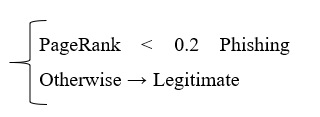 PageRank < 0.2 Phishing
Otherwise → Legitimate